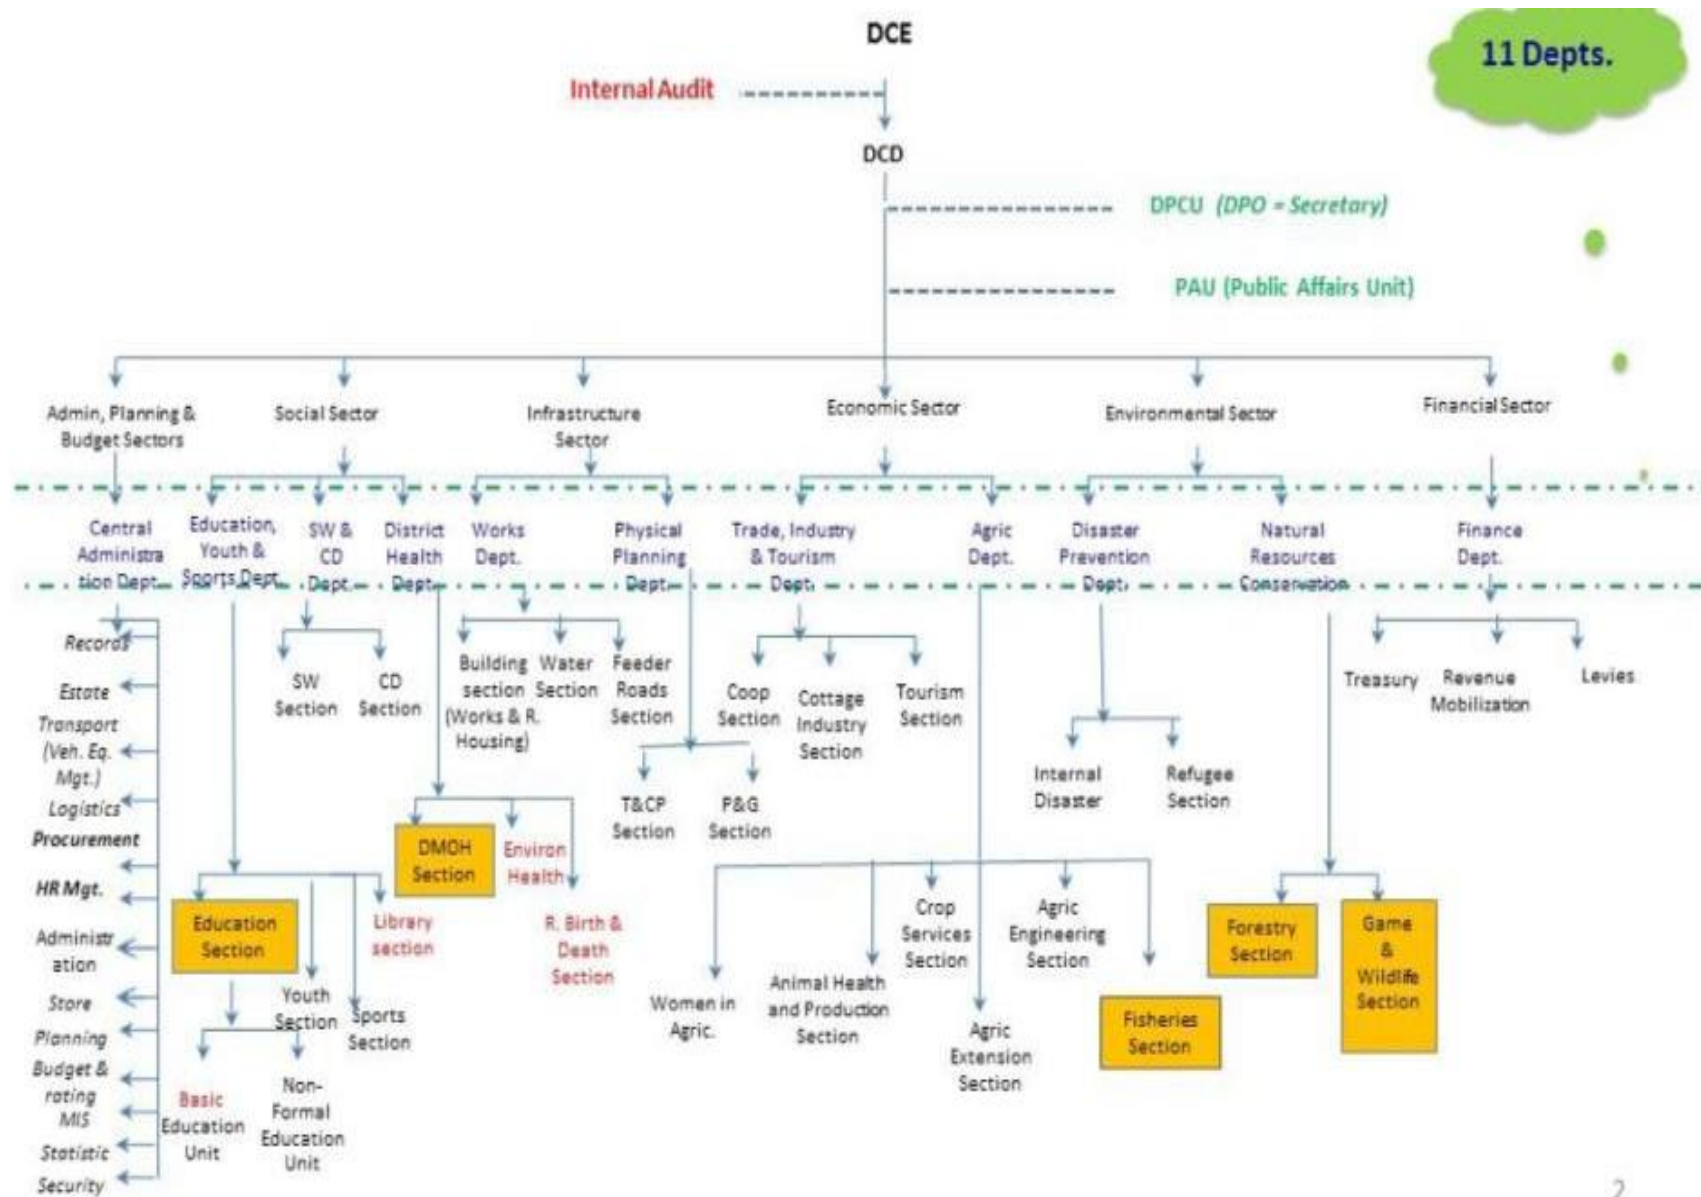 DCE
11 Depts.
Internal Audit
DCD
DPCU (DPO = Secretary)
PAU (Public Affairs Unit)
Admin, Planning &
Budget Sectors
Social Sector
Infrastructure
Sector
Economic Sector
Environmental Sector
Financial Sector
Central
Administra
tion Dept.
Education,
Youth &
Sports Dept.
SW &
CD
Dept.
District
Health
Dept.
Works
Dept.
Physical
Planning
Dept.
Trade, Industry
& Tourism
Dept.
Agric
Dept.
Disaster
Prevention
Dept.
Natural
Resources
Conservation
Finance
Dept.
Records
Estate
Transport
(Veh. Eq.
Mgt.)
Logistics
Procurement
HR Mgt.
Administr
ation
Store
Planning
Budget &
rating
MIS
Statistic
Security
Education
Section
Youth
Section
Sports
Section
Library
section
Basic
Education
Unit
Non-
Formal
Education
Unit
SW
Section
CD
Section
DMOH
Section
Environ
Health
R. Birth &
Death
Section
Building
section
(Works & R.
Housing)
Water
Section
Feeder
Roads
Section
T&CP
Section
P&G
Section
Coop
Section
Cottage
Industry
Section
Tourism
Section
Women in
Agric.
Animal Health
and Production
Section
Crop
Services
Section
Agric
Extension
Section
Agric
Engineering
Section
Fisheries
Section
Internal
Disaster
Refugee
Section
Forestry
Section
Game
&
Wildlife
Section
Treasury
Revenue
Mobilization
Levies
2